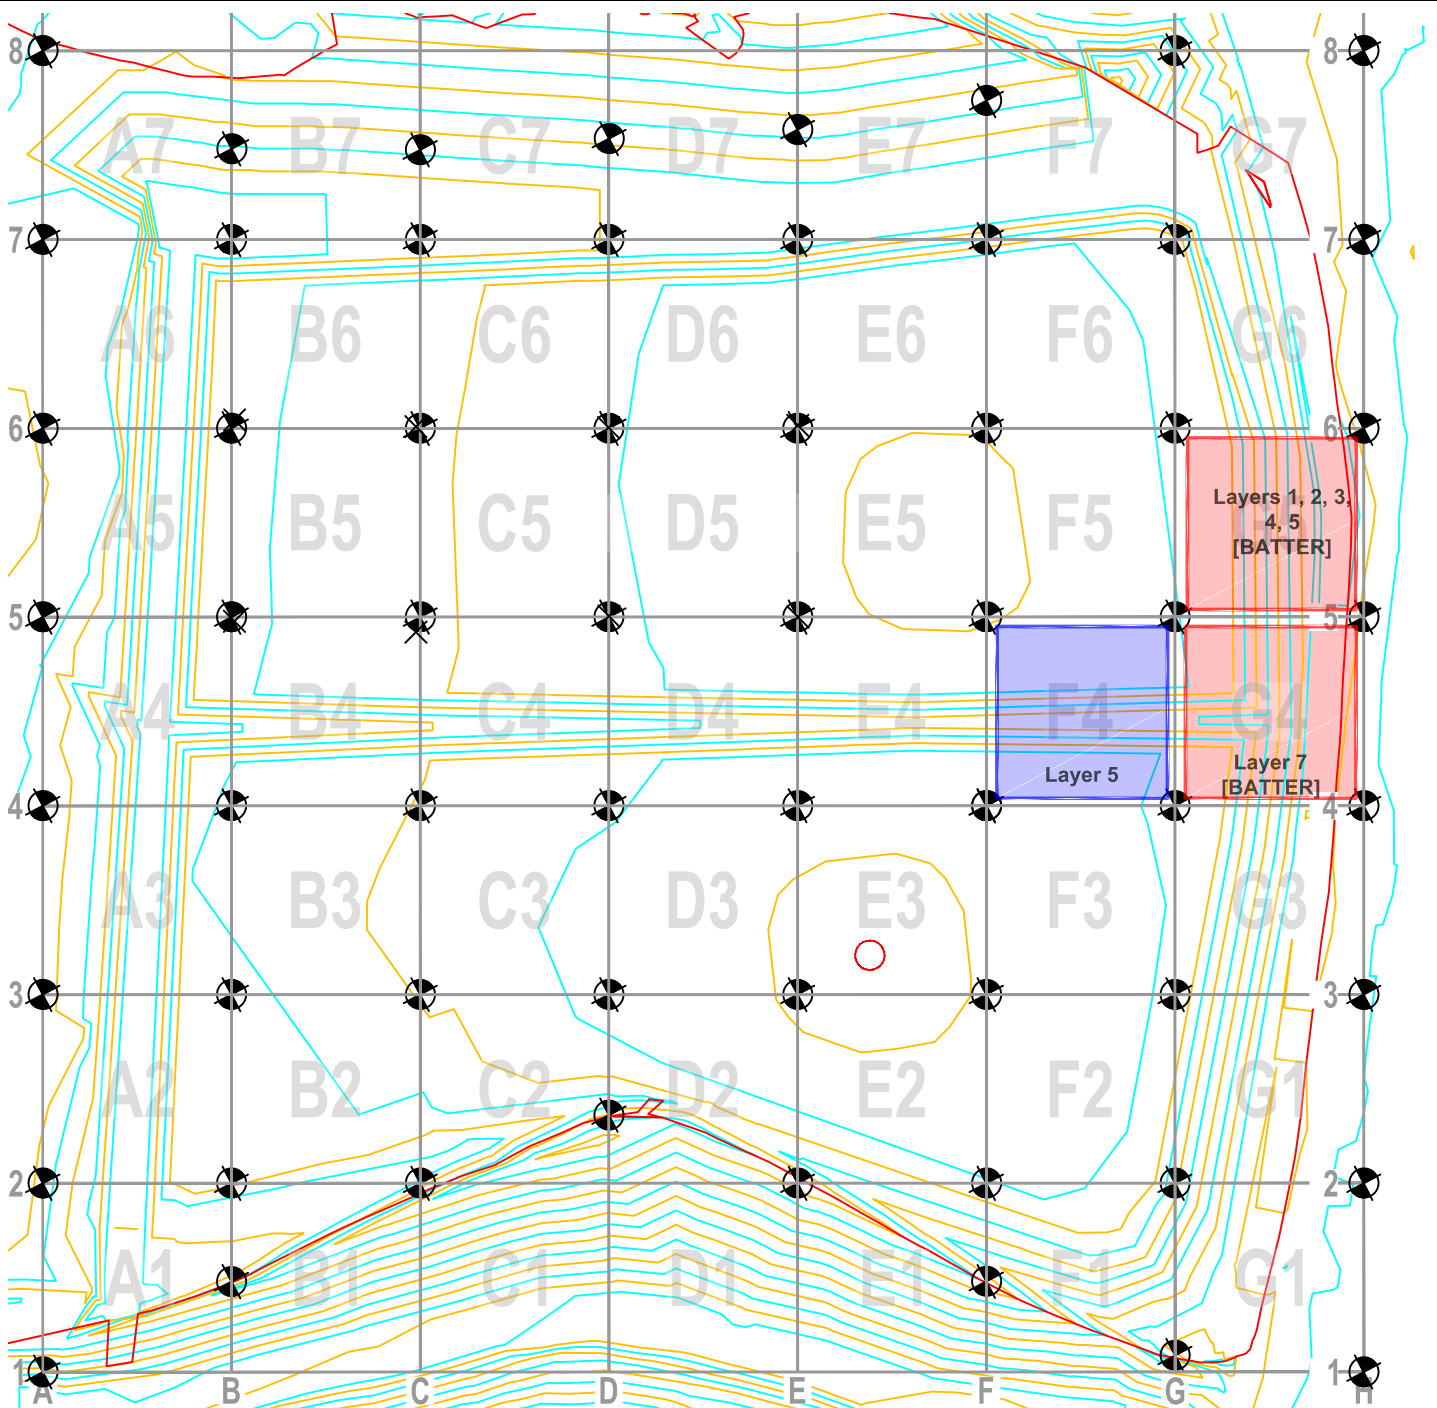 8 8
A7 B7 C7 D7 E7 F7 G7
7 7
A6 B6 C6 D6 E6 F6 G6
6 6
A5 B5 C5 D5 E5 F5
Layers 1, 2, 3,
4, 5
[BATTER]
5 5
A4 B4 C4 D4 E4 F4 G4
Layer 5
Layer 7
[BATTER]
4 4
A3 B3 C3 D3 E3 F3 G3
3 3
A2 B2 C2 D2 E2 F2 G1
2 2
A1 B1 C1 D1 E1 F1 G1
1 1
A B C D E F G H